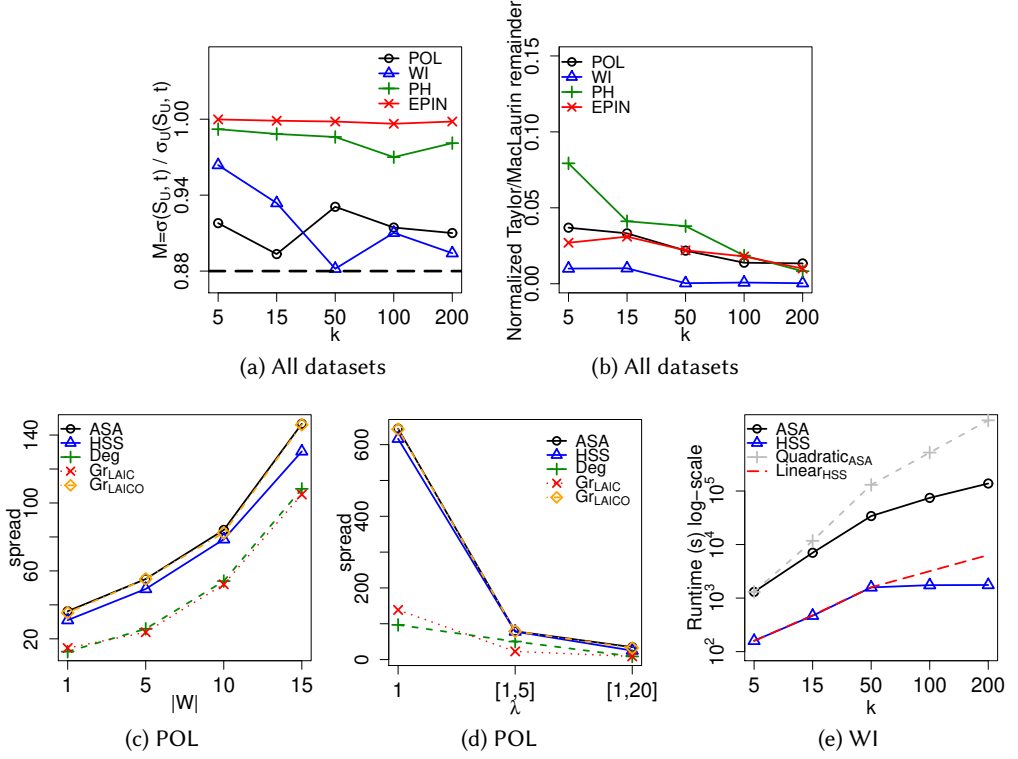 M=σ(S_U, t) / σ_U(S_U, t)
1.00
0.94
0.88
POL
WI
PH
EPIN
5 15 50 100 200
k
(a) All datasets
Normalized Taylor/MacLaurin remainder
0.15
0.10
0.05
0.00
POL
WI
PH
EPIN
5 15 50 100 200
k
(b) All datasets
spread
140
100
60
20
ASA
HSS
Deg
Gr_LAIC
Gr_LAICO
1 5 10 15
|W|
(c) POL
spread
600
400
200
0
ASA
HSS
Deg
Gr_LAIC
Gr_LAICO
1 [1,5] [1,20]
λ
(d) POL
Runtime (s) log−scale
10^5
10^4
10^3
10^2
ASA
HSS
Quadratic_ASA
Linear_HSS
5 15 50 100 200
k
(e) WI